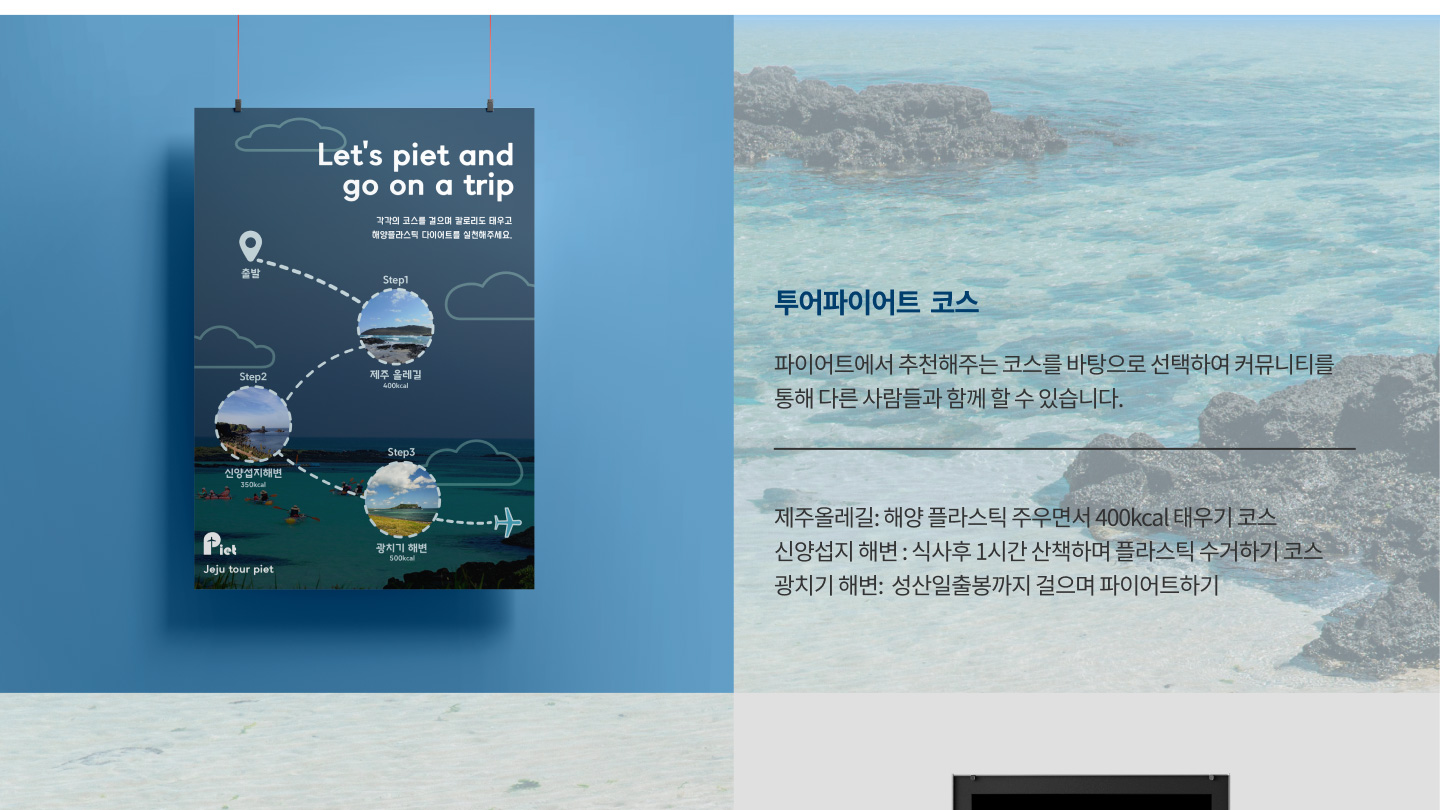 Let's piet and
go on a trip
각각의 코스를 걸으며 칼로리도 태우고
해양플라스틱 다이어트를 실천해주세요.
출발
Step1
제주 올레길
400kcal
Step2
신양섭지해변
350kcal
Step3
광치기 해변
500kcal
Piet
Jeju tour piet
투어파이어트 코스
파이어트에서 추천해주는 코스를 바탕으로 선택하여 커뮤니티를
통해 다른 사람들과 함께 할 수 있습니다.
제주올레길: 해양 플라스틱 주우면서 400kcal 태우기 코스
신양섭지 해변 : 식사후 1시간 산책하며 플라스틱 수거하기 코스
광치기 해변: 성산일출봉까지 걸으며 파이어트하기